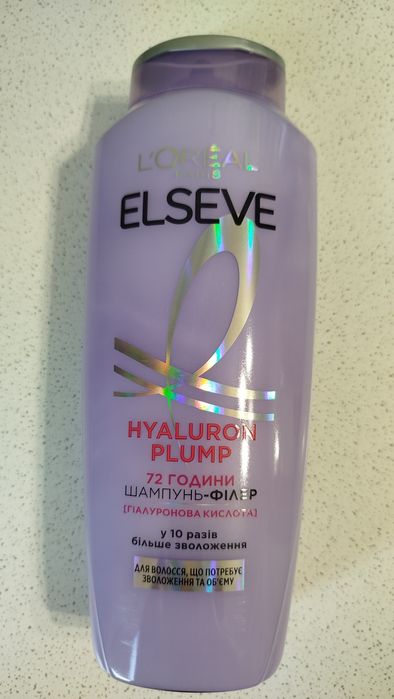 L'ORÉAL
PARIS
ELSEVE
HYALURON
PLUMP
72 ГОДИНИ
ШАМПУНЬ-ФІЛЕР
[ГІАЛУРОНОВА КИСЛОТА]
у 10 разів
більше зволоження
ДЛЯ ВОЛОССЯ, ЩО ПОТРЕБУЄ
ЗВОЛОЖЕННЯ ТА ОБ'ЄМУ